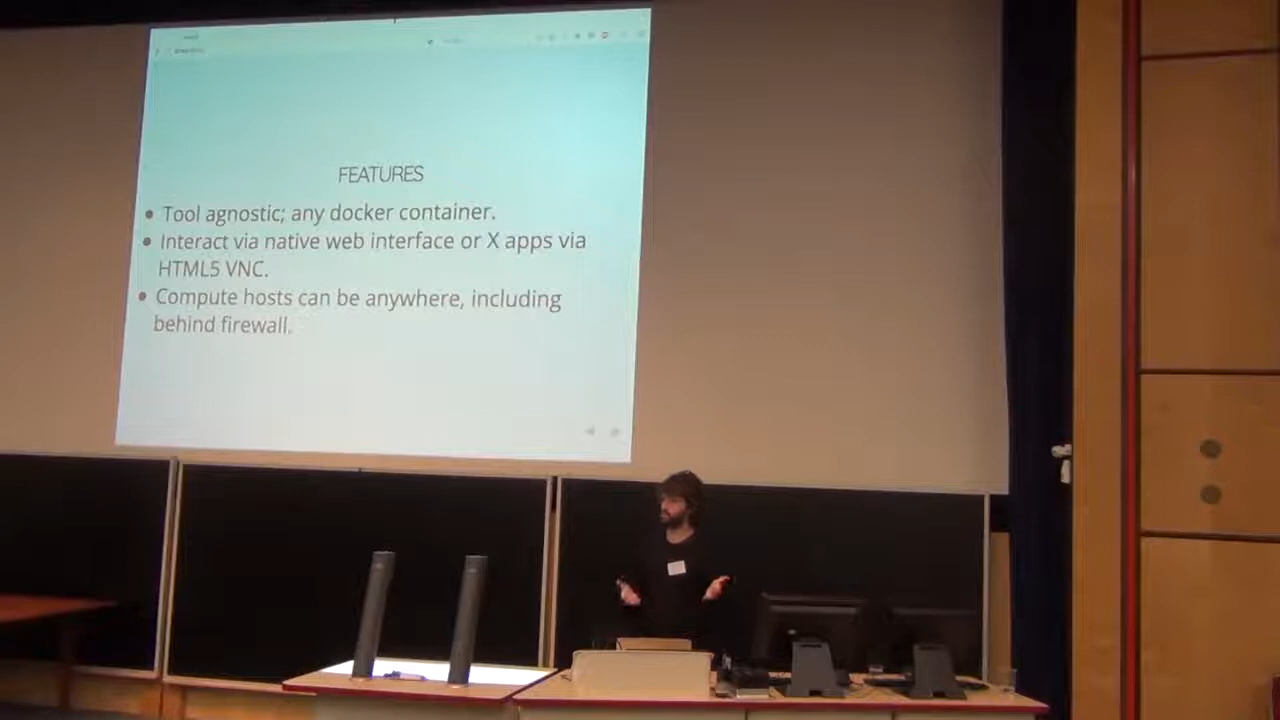 FEATURES
Tool agnostic; any docker container.
Interact via native web interface or X apps via
HTML5 VNC.
Compute hosts can be anywhere, including
behind firewall.